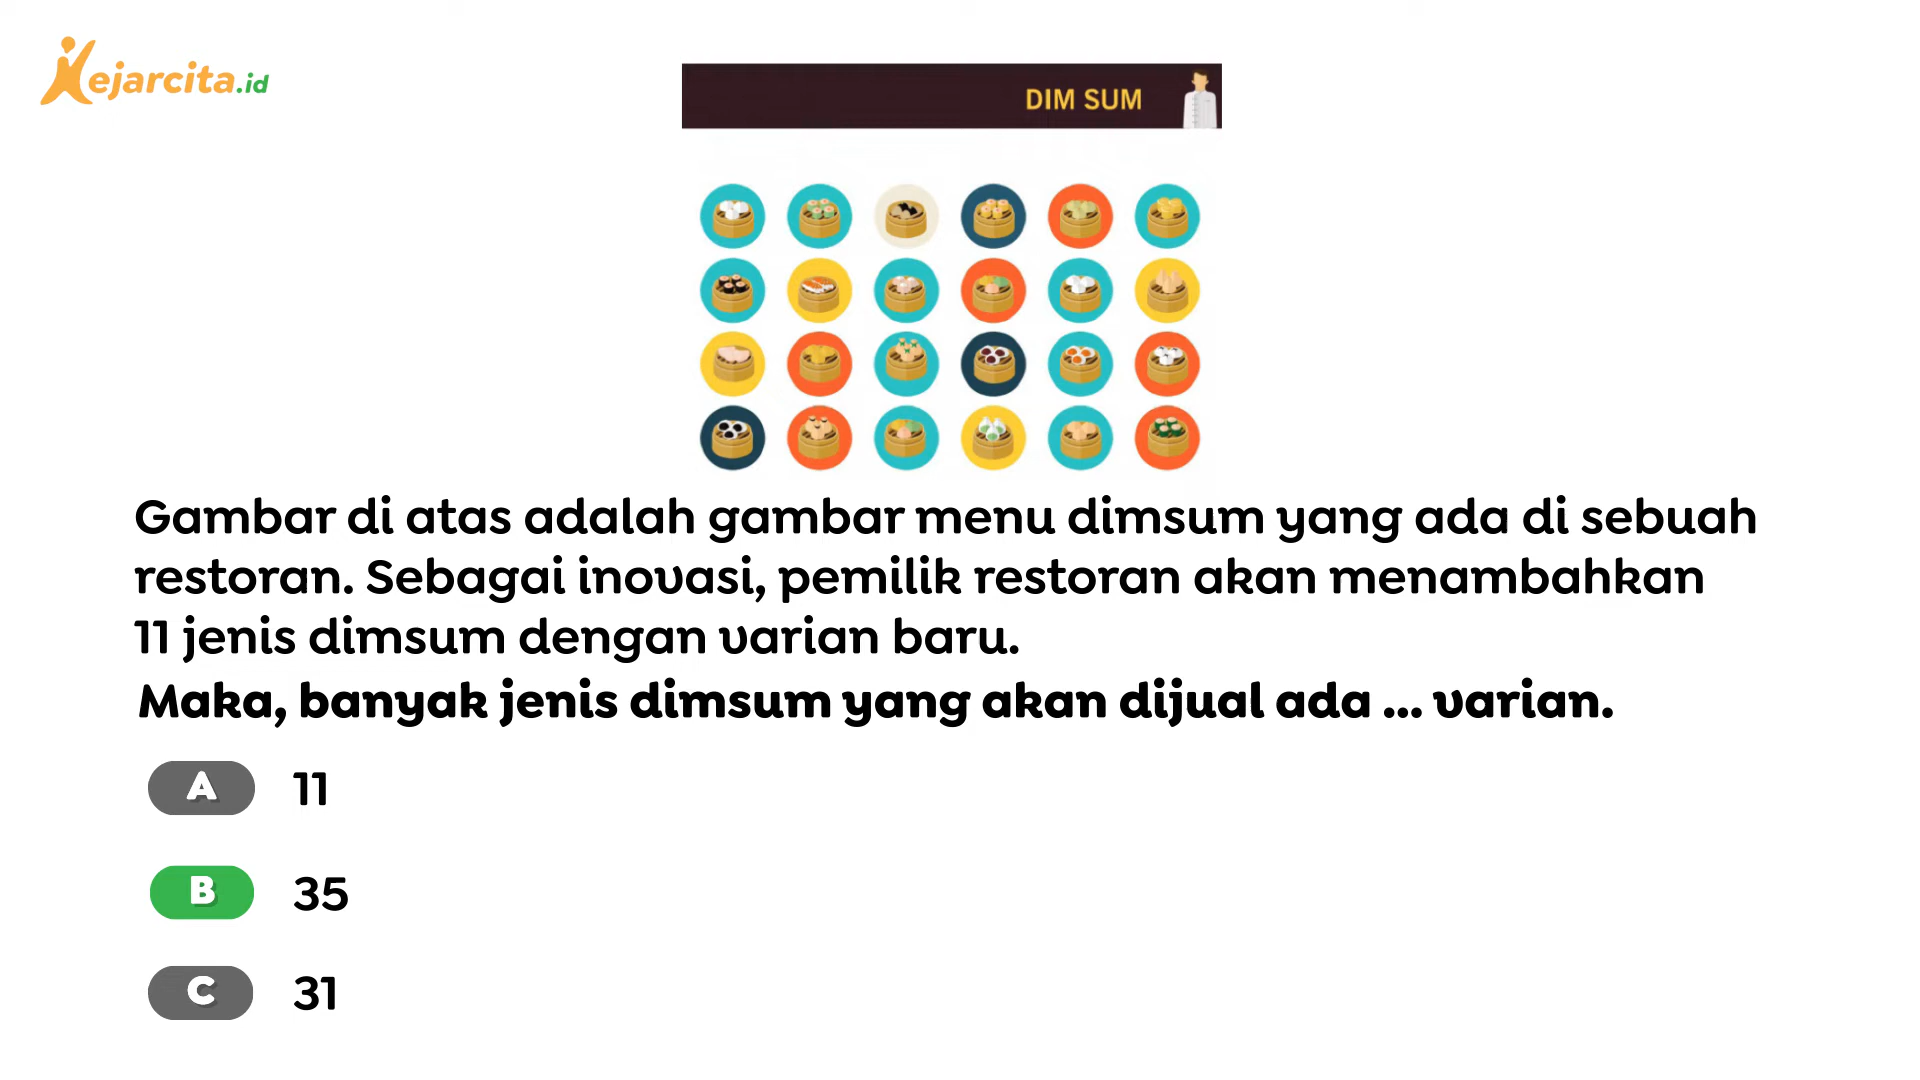 Kejarcita.id
DIM SUM
Gambar di atas adalah gambar menu dimsum yang ada di sebuah
restoran. Sebagai inovasi, pemilik restoran akan menambahkan
11 jenis dimsum dengan varian baru.
Maka, banyak jenis dimsum yang akan dijual ada ... varian.
A 11
B 35
C 31